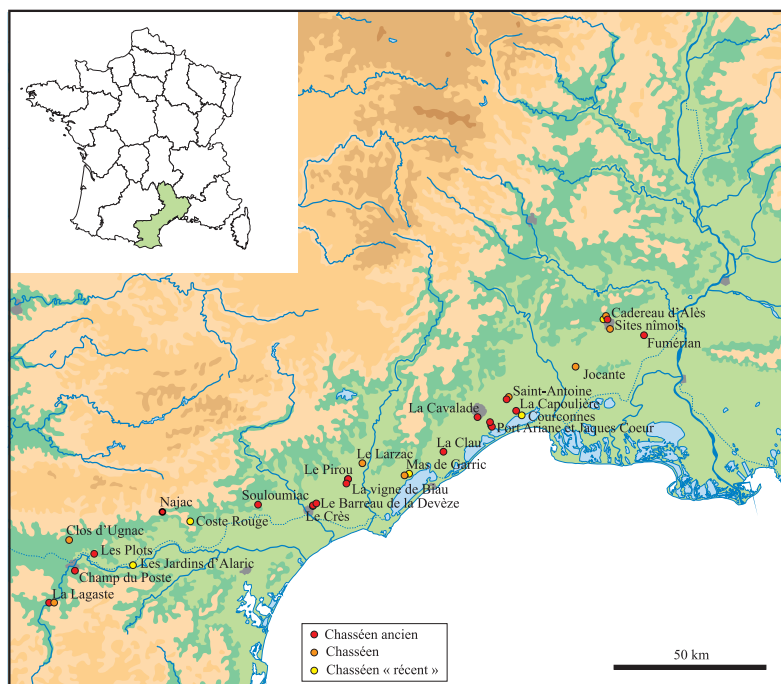 Cadereau d'Alès
Sites nîmois
Fumérian
Jocante
Saint-Antoine
La Capoulière
La Cavalade
Courconnes
Port Ariane et Jaques Coeur
La Clau
Le Larzac
Mas de Garric
Le Pirou
La vigne de Biau
Souloumiac
Le Barreau de la Devèze
Najac
Le Crès
Coste Rouge
Clos d'Ugnac
Les Plots
Les Jardins d'Alaric
Champ du Poste
La Lagaste
Chasséen ancien
Chasséen
Chasséen « récent »
50 km